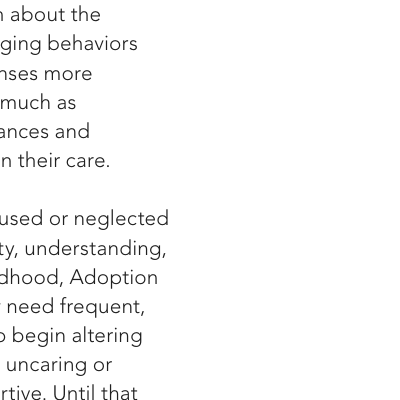 about the
ging behaviors
nses more
much as
ances and
n their care.
used or neglected
ty, understanding,
dhood, Adoption
need frequent,
begin altering
uncaring or
rtive. Until that